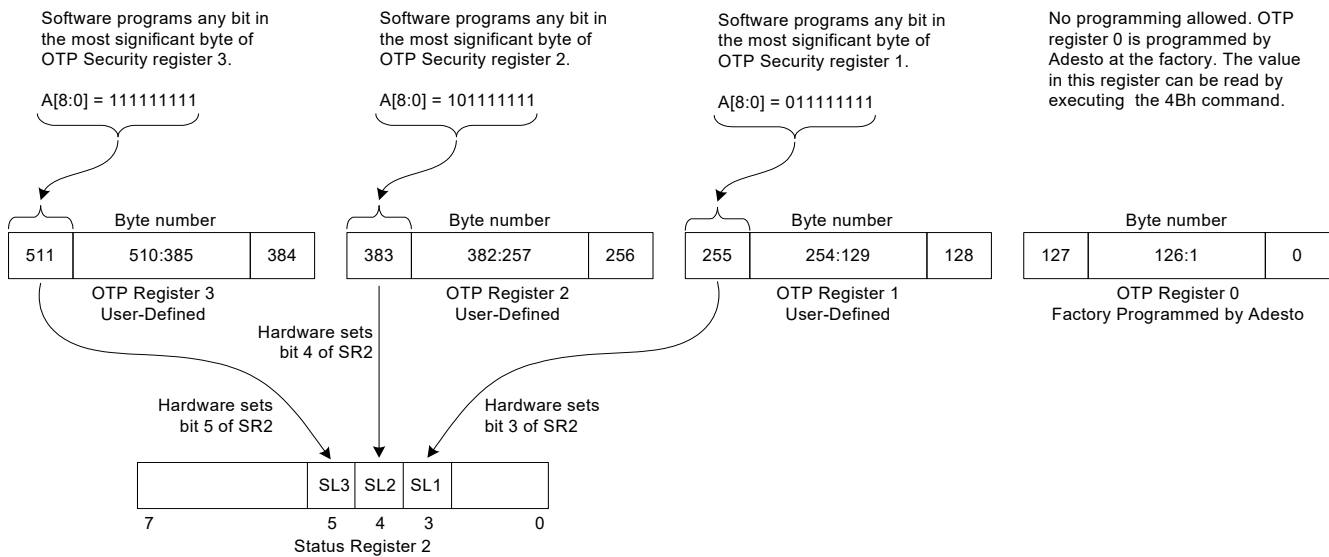 Software programs any bit in
the most significant byte of
OTP Security register 3.
A[8:0] = 111111111
Software programs any bit in
the most significant byte of
OTP Security register 2.
A[8:0] = 101111111
Software programs any bit in
the most significant byte of
OTP Security register 1.
A[8:0] = 011111111
No programming allowed. OTP
register 0 is programmed by
Adesto at the factory. The value
in this register can be read by
executing the 4Bh command.
Byte number
511 510:385 384
OTP Register 3
User-Defined
Byte number
383 382:257 256
OTP Register 2
User-Defined
Byte number
255 254:129 128
OTP Register 1
User-Defined
Byte number
127 126:1 0
OTP Register 0
Factory Programmed by Adesto
Hardware sets
bit 4 of SR2
Hardware sets
bit 5 of SR2
Hardware sets
bit 3 of SR2
SL3 SL2 SL1
7 5 4 3 0
Status Register 2